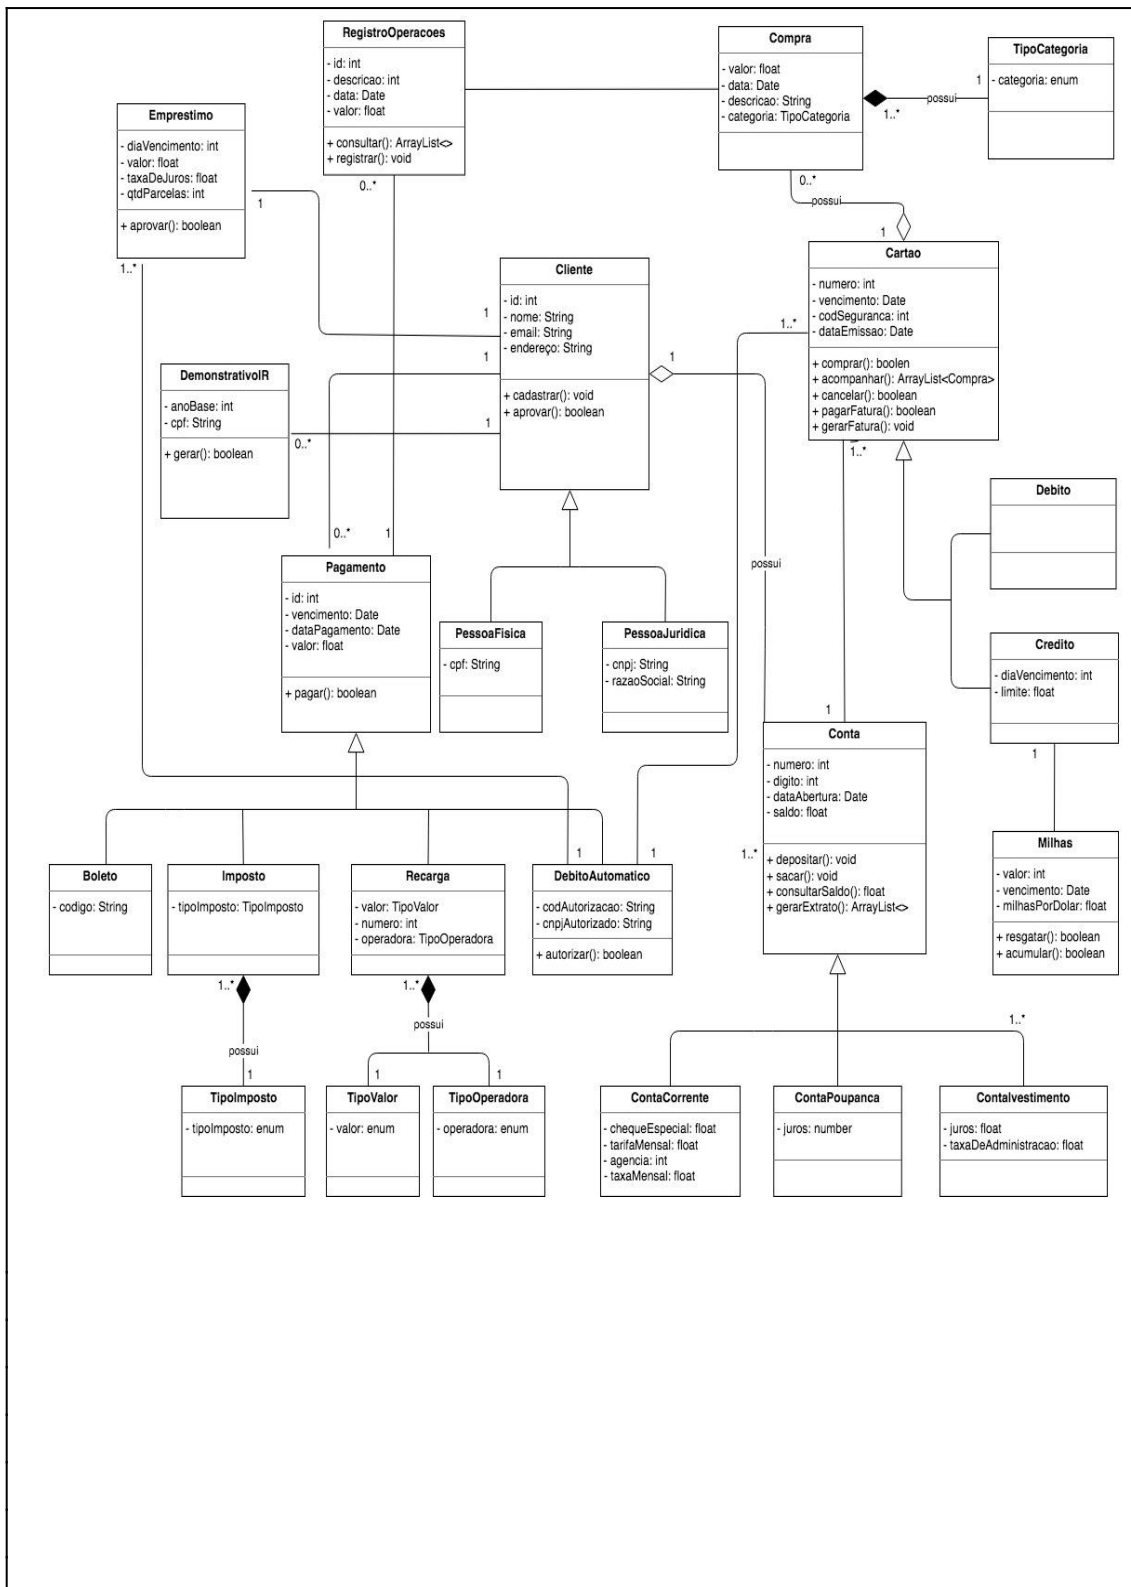 RegistroOperacoes
- id: int
- descricao: int
- data: Date
- valor: float
+ consultar(): ArrayList<>
+ registrar(): void
0..*
Compra
- valor: float
- data: Date
- descricao: String
- categoria: TipoCategoria
1..*
possui
1
0..*
possui
1
TipoCategoria
- categoria: enum
Emprestimo
- diaVencimento: int
- valor: float
- taxaDeJuros: float
- qtdParcelas: int
+ aprovar(): boolean
1
1..*
Cliente
- id: int
- nome: String
- email: String
- endereço: String
+ cadastrar(): void
+ aprovar(): boolean
1
1
1
1
Cartao
- numero: int
- vencimento: Date
- codSeguranca: int
- dataEmissao: Date
+ comprar(): boolen
+ acompanhar(): ArrayList<Compra>
+ cancelar(): boolean
+ pagarFatura(): boolean
+ gerarFatura(): void
1..*
1..*
DemonstrativoIR
- anoBase: int
- cpf: String
+ gerar(): boolean
0..*
Debito
0..*
1
Pagamento
- id: int
- vencimento: Date
- dataPagamento: Date
- valor: float
+ pagar(): boolean
possui
PessoaFisica
- cpf: String
PessoaJuridica
- cnpj: String
- razaoSocial: String
Credito
- diaVencimento: int
- limite: float
1
1
Conta
- numero: int
- digito: int
- dataAbertura: Date
- saldo: float
+ depositar(): void
+ sacar(): void
+ consultarSaldo(): float
+ gerarExtrato(): ArrayList<>
1..*
Milhas
- valor: int
- vencimento: Date
- milhasPorDolar: float
+ resgatar(): boolean
+ acumular(): boolean
Boleto
- codigo: String
Imposto
- tipoImposto: TipoImposto
1..*
possui
1
Recarga
- valor: TipoValor
- numero: int
- operadora: TipoOperadora
1..*
possui
1
1
1
1
DebitoAutomatico
- codAutorizacao: String
- cnpjAutorizado: String
+ autorizar(): boolean
1..*
TipoImposto
- tipoImposto: enum
TipoValor
- valor: enum
TipoOperadora
- operadora: enum
ContaCorrente
- chequeEspecial: float
- tarifaMensal: float
- agencia: int
- taxaMensal: float
ContaPoupanca
- juros: number
ContaIvestimento
- juros: float
- taxaDeAdministracao: float